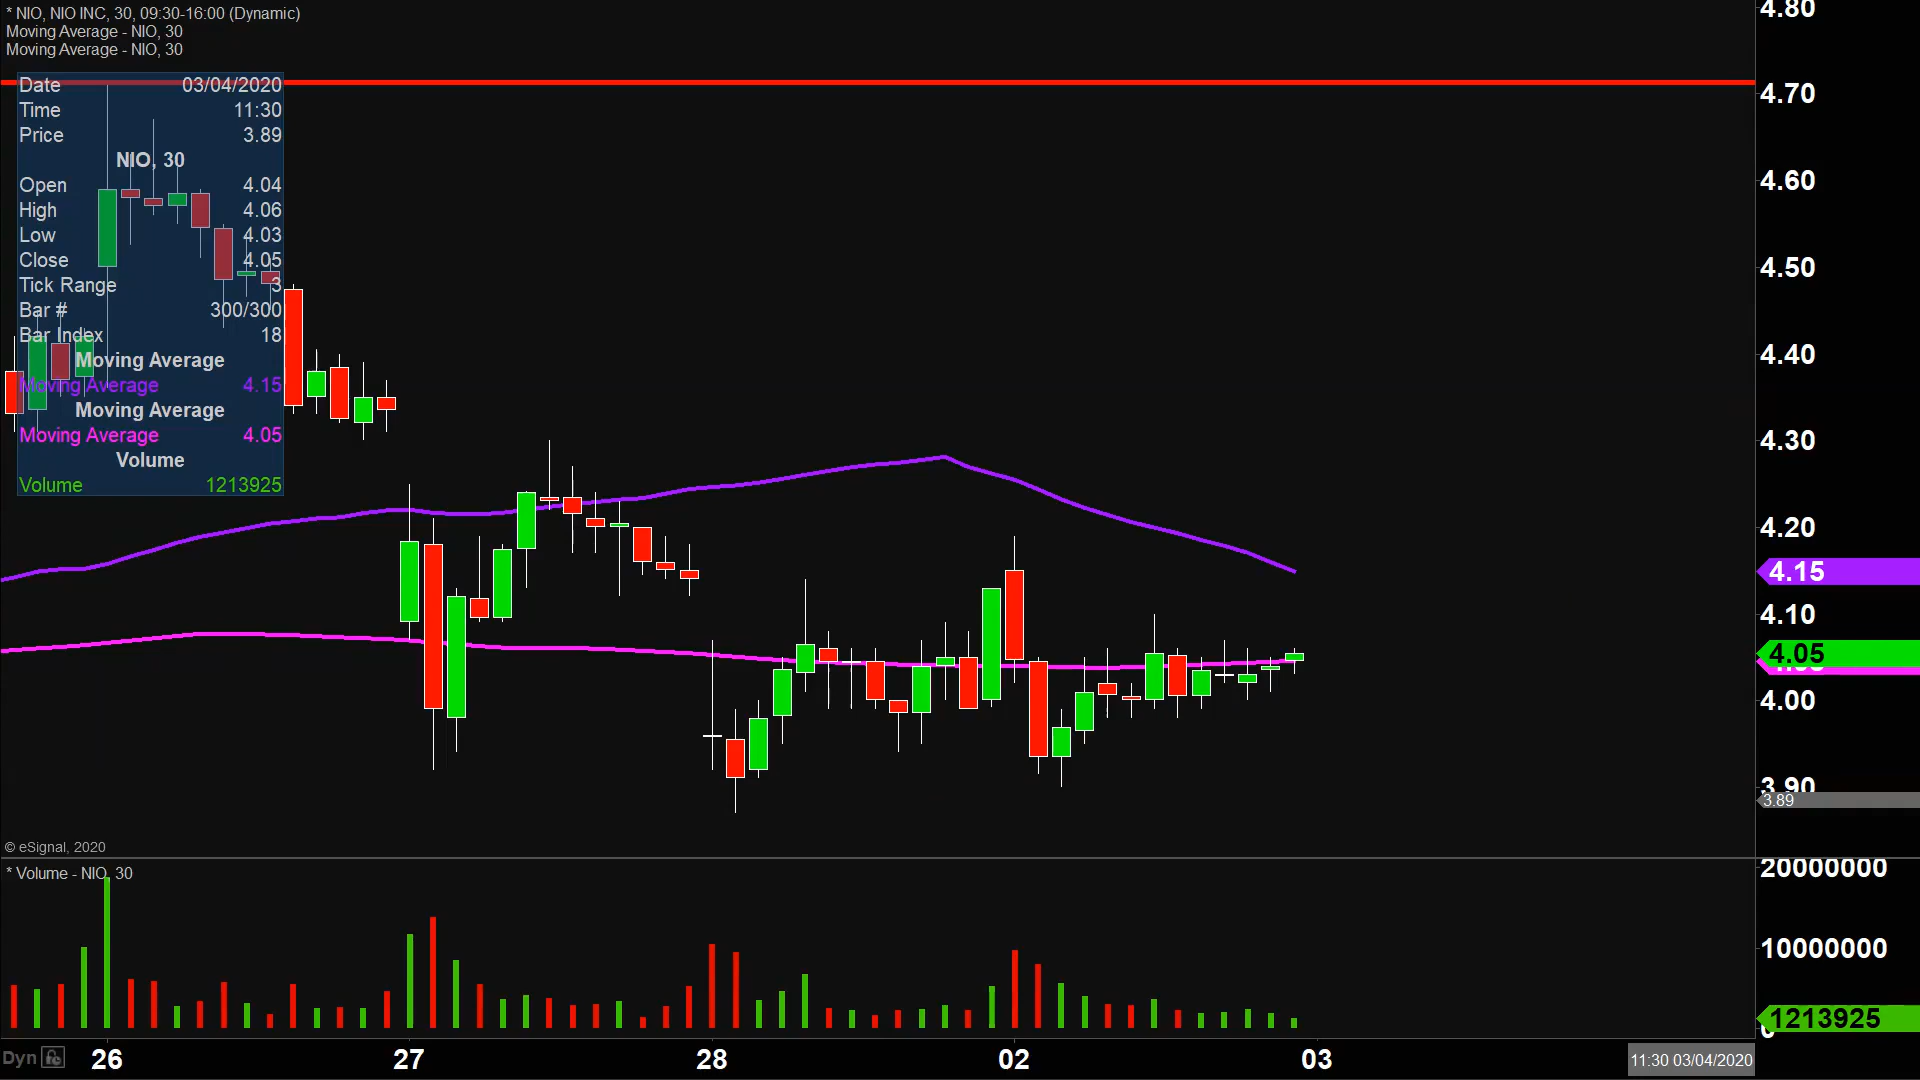 * NIO, NIO INC, 30, 09:30-16:00 (Dynamic)
Moving Average - NIO, 30
Moving Average - NIO, 30
Date 03/04/2020
Time 11:30
Price 3.89
NIO, 30
Open 4.04
High 4.06
Low 4.03
Close 4.05
Tick Range 3
Bar # 300/300
Bar Index 18
Moving Average
Moving Average 4.15
Moving Average
Moving Average 4.05
Volume
Volume 1213925
4.80
4.70
4.60
4.50
4.40
4.30
4.20
4.15
4.10
4.05
4.00
3.90
3.89
© eSignal, 2020
* Volume - NIO, 30
20000000
10000000
1213925
0
Dyn
26 27 28 02 03
11:30 03/04/2020